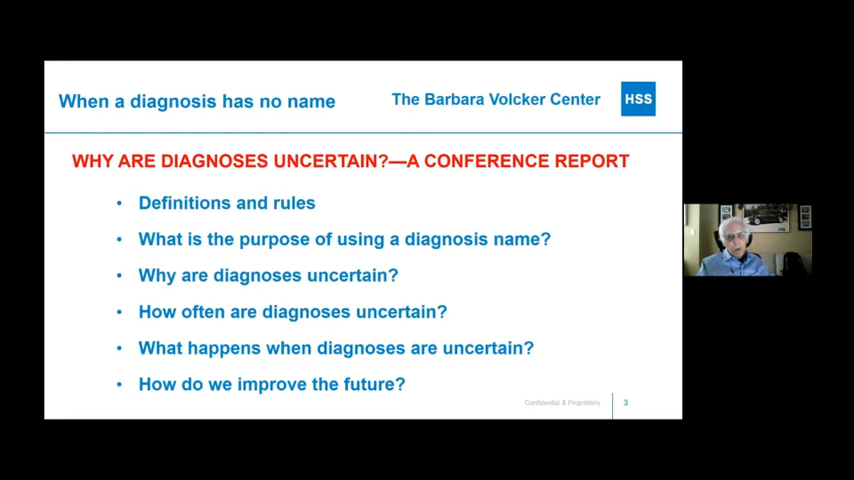 When a diagnosis has no name
The Barbara Volcker Center
HSS
WHY ARE DIAGNOSES UNCERTAIN?—A CONFERENCE REPORT
• Definitions and rules
• What is the purpose of using a diagnosis name?
• Why are diagnoses uncertain?
• How often are diagnoses uncertain?
• What happens when diagnoses are uncertain?
• How do we improve the future?
Confidential & Proprietary
3